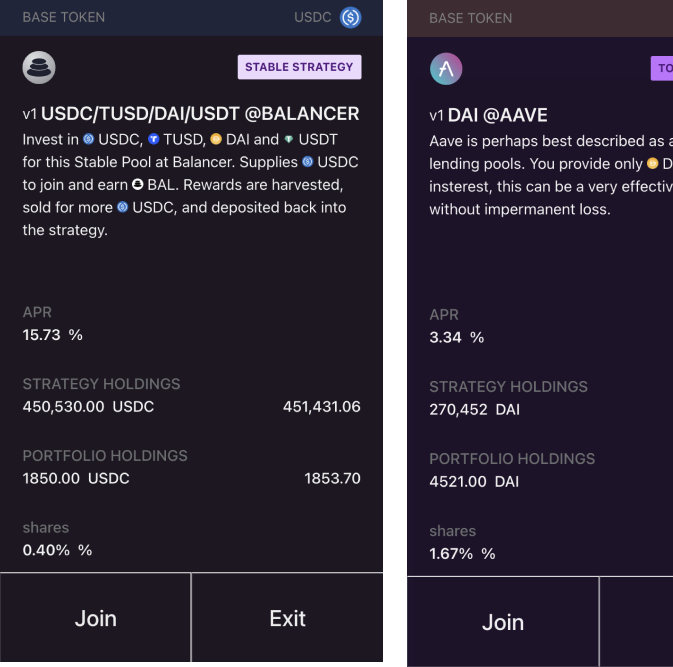 BASE TOKEN USDC
STABLE STRATEGY
v1 USDC/TUSD/DAI/USDT @BALANCER
Invest in USDC, TUSD, DAI and USDT
for this Stable Pool at Balancer. Supplies USDC
to join and earn BAL. Rewards are harvested,
sold for more USDC, and deposited back into
the strategy.
APR
15.73 %
STRATEGY HOLDINGS
450,530.00 USDC 451,431.06
PORTFOLIO HOLDINGS
1850.00 USDC 1853.70
shares
0.40% %
Join Exit
BASE TOKEN
TO
v1 DAI @AAVE
Aave is perhaps best described as a
lending pools. You provide only D
insterest, this can be a very effectiv
without impermanent loss.
APR
3.34 %
STRATEGY HOLDINGS
270,452 DAI
PORTFOLIO HOLDINGS
4521.00 DAI
shares
1.67% %
Join